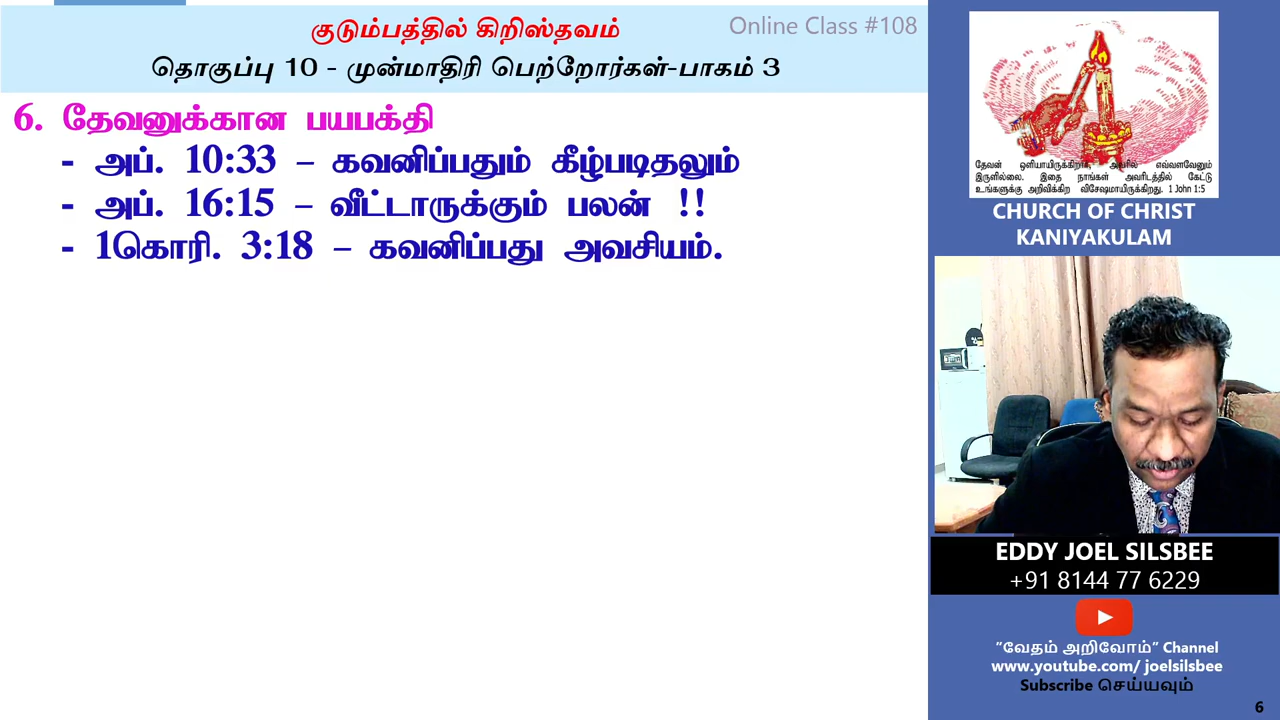 குடும்பத்தில் கிறிஸ்தவம்
Online Class #108
தொகுப்பு 10 - முன்மாதிரி பெற்றோர்கள்-பாகம் 3
6. தேவனுக்கான பயபக்தி
- அப். 10:33 – கவனிப்பதும் கீழ்படிதலும்
- அப். 16:15 – வீட்டாருக்கும் பலன் !!
- 1கொரி. 3:18 – கவனிப்பது அவசியம்.
தேவன் ஒளியாயிருக்கிறார், அவரில் எவ்வளவேனும்
இருளில்லை. இதை நாங்கள் அவரிடத்தில் கேட்டு
உங்களுக்கு அறிவிக்கிற விசேஷமாயிருக்கிறது. 1 John 1:5
CHURCH OF CHRIST
KANIYAKULAM
EDDY JOEL SILSBEE
+91 8144 77 6229
"வேதம் அறிவோம்" Channel
www.youtube.com/ joelsilsbee
Subscribe செய்யவும்
6